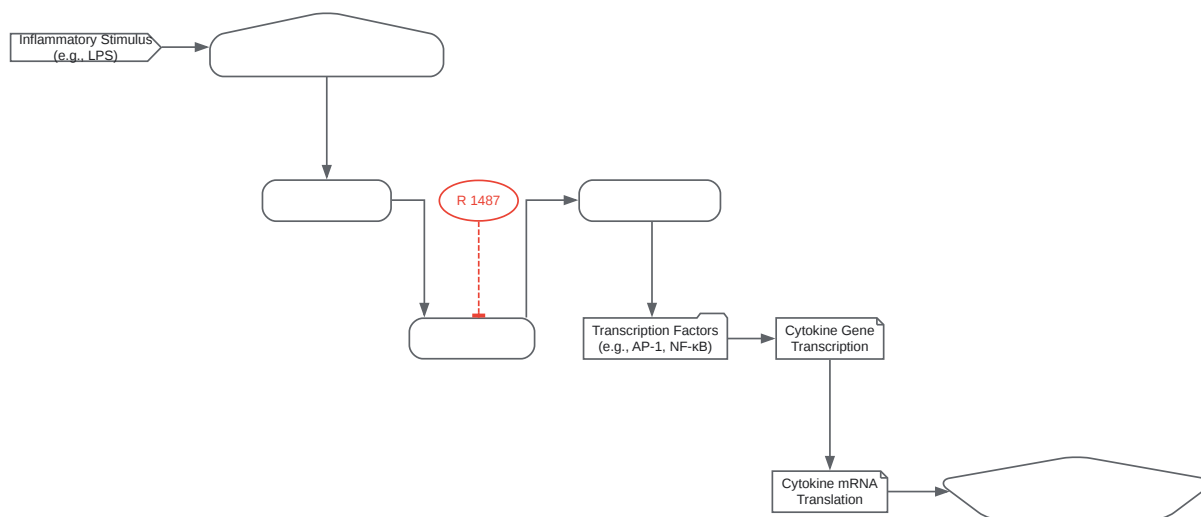 Inflammatory Stimulus
(e.g., LPS)
R 1487
Transcription Factors
(e.g., AP-1, NF-κB)
Cytokine Gene
Transcription
Cytokine mRNA
Translation